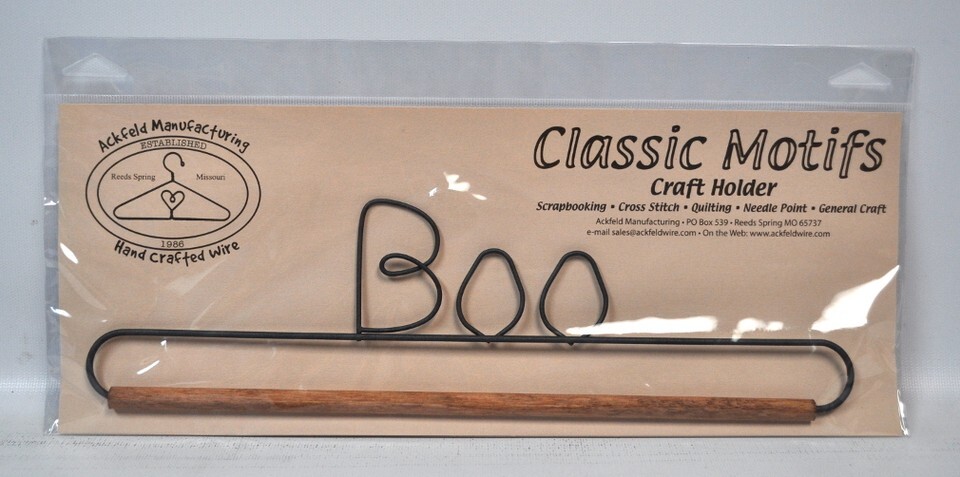 Ackfeld Manufacturing
ESTABLISHED
Reeds Spring Missouri
1986
Hand Crafted Wire
Classic Motifs
Craft Holder
Scrapbooking • Cross Stitch • Quilting • Needle Point • General Craft
Ackfeld Manufacturing • PO Box 539 • Reeds Spring MO 65737
e-mail sales@ackfeldwire.com • On the Web: www.ackfeldwire.com
Boo